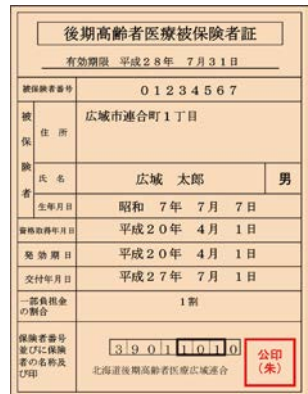 後期高齢者医療被保険者証
有効期限 平成28年 7月31日
被保険者番号 01234567
被保険者
住所 広域市連合町1丁目
氏名 広域 太郎 男
生年月日 昭和 7年 7月 7日
資格取得年月日 平成20年 4月 1日
発効期日 平成20年 4月 1日
交付年月日 平成27年 7月 1日
一部負担金の割合 1割
保険者番号並びに保険者の名称及び印
39011010
北海道後期高齢者医療広域連合
公印
(朱)